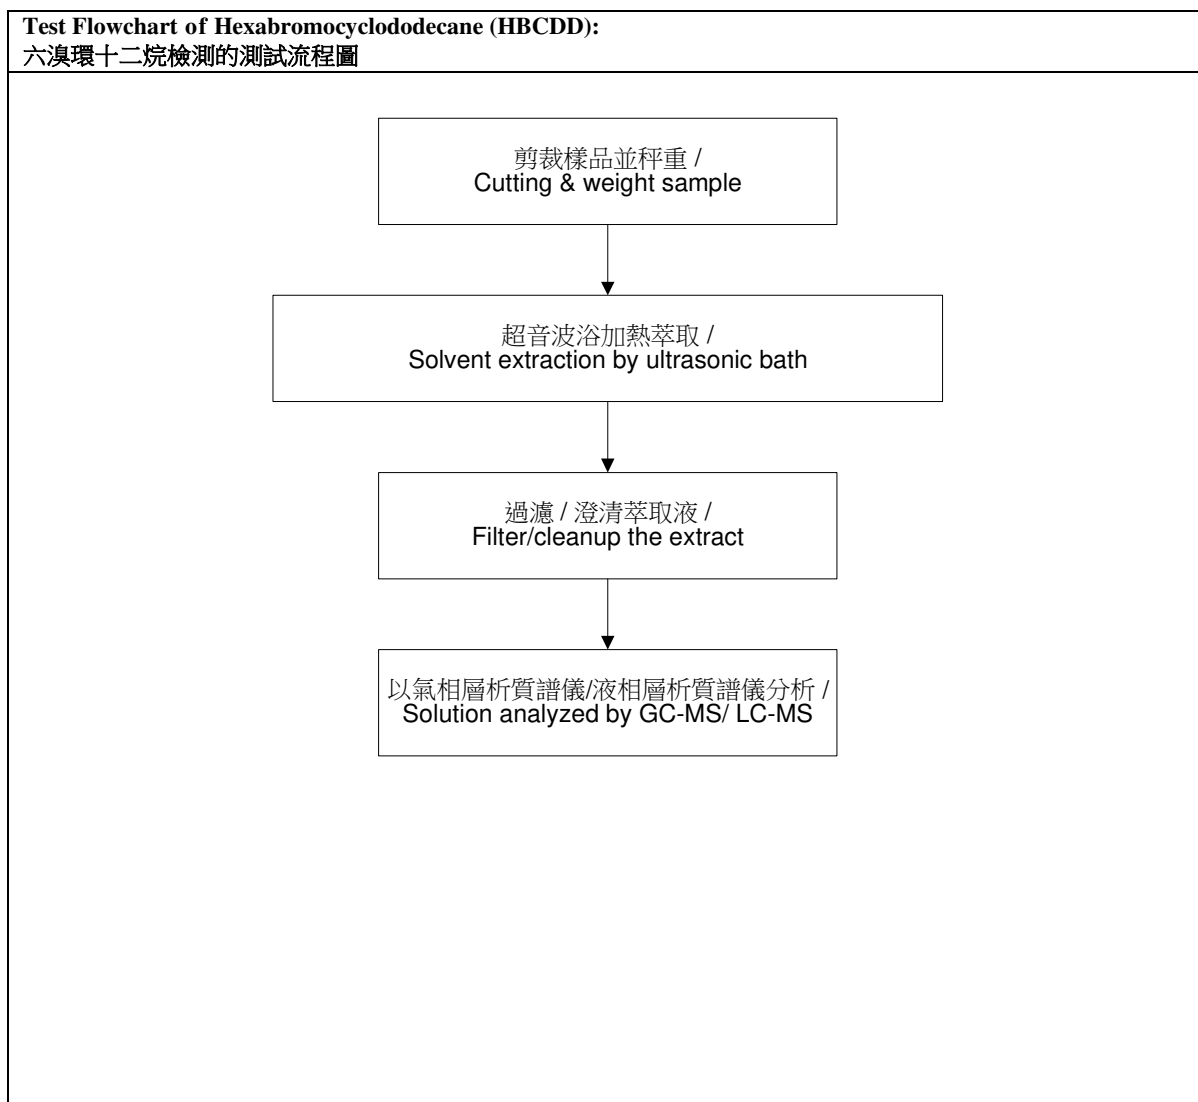 Test Flowchart of Hexabromocyclododecane (HBCDD):
六溴環十二烷檢測的測試流程圖
剪裁樣品並秤重 /
Cutting & weight sample
超音波浴加熱萃取 /
Solvent extraction by ultrasonic bath
過濾 / 澄清萃取液 /
Filter/cleanup the extract
以氣相層析質譜儀/液相層析質譜儀分析 /
Solution analyzed by GC-MS/ LC-MS